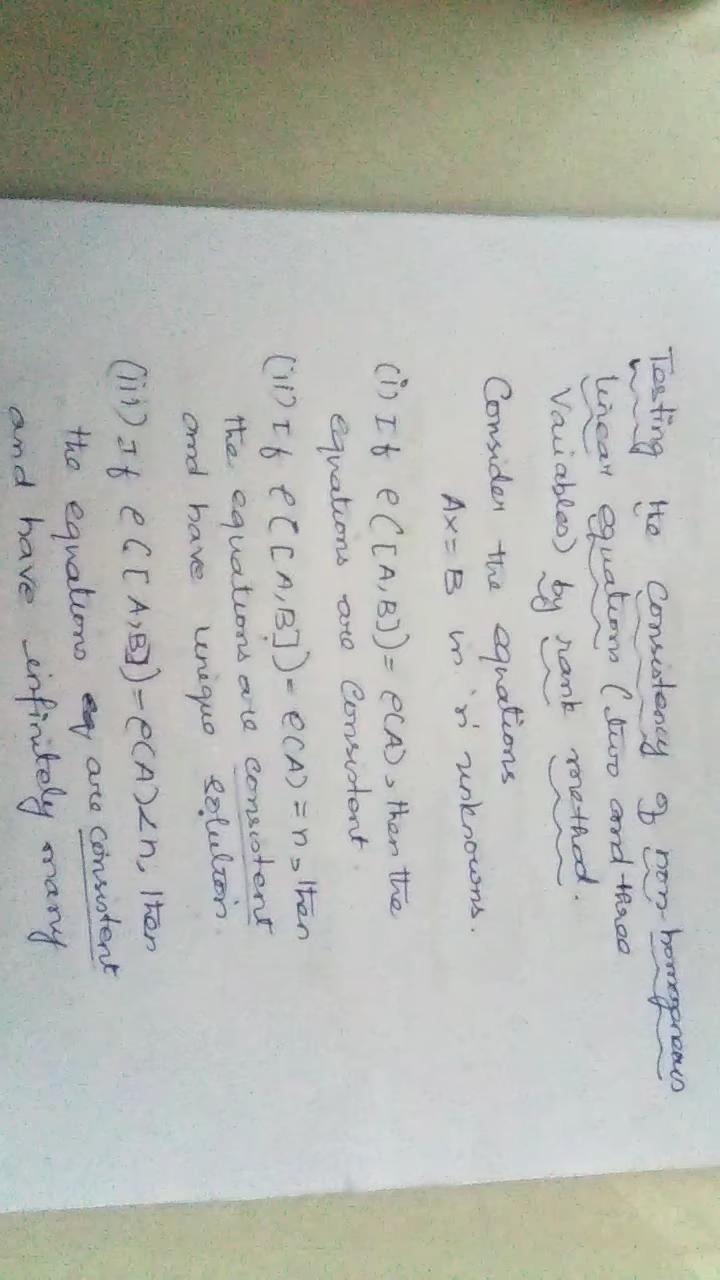 Testing the Consistency of non-homogeneous
linear equations (two and three
Variables) by rank method.
Consider the equations
Ax = B in 'n' unknowns.
(i) If ρ([A,B]) = ρ(A), then the
equations are Consistent.
(ii) If ρ([A,B]) = ρ(A) = n, then
the equations are consistent
and have unique solution.
(iii) If ρ([A,B]) = ρ(A) < n, then
the equations eq are consistent
and have infinitely many